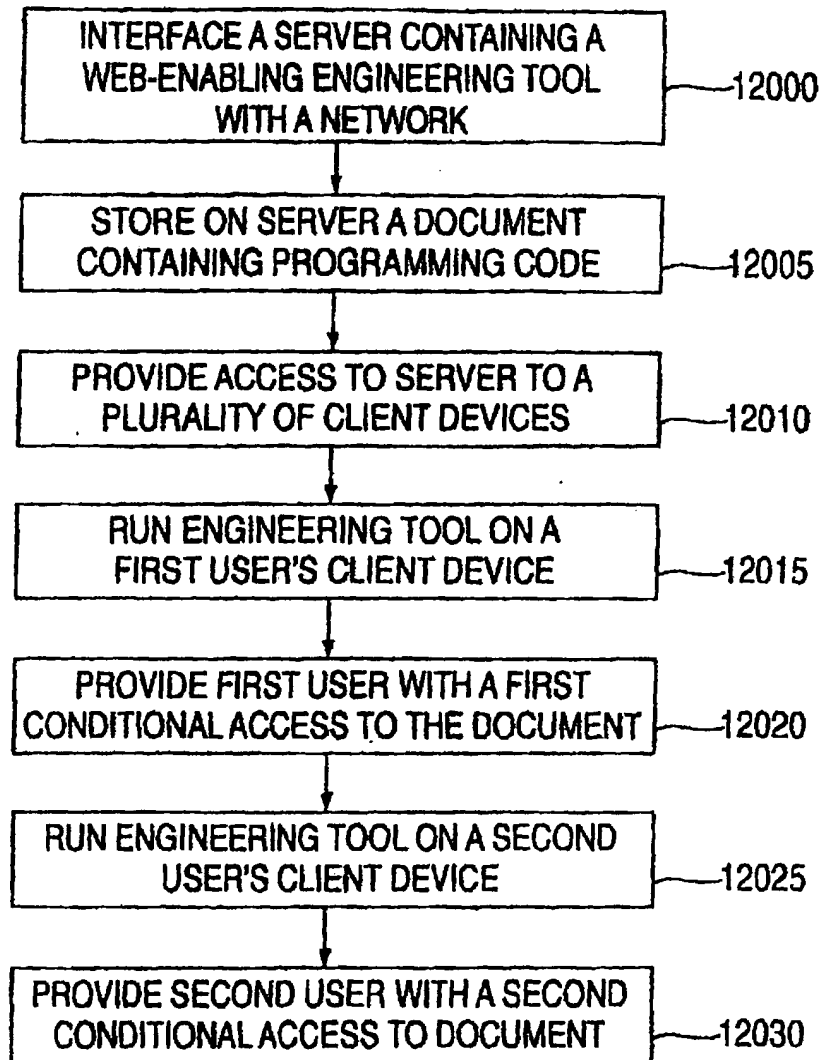 INTERFACE A SERVER CONTAINING A
WEB-ENABLING ENGINEERING TOOL
WITH A NETWORK
12000
STORE ON SERVER A DOCUMENT
CONTAINING PROGRAMMING CODE
12005
PROVIDE ACCESS TO SERVER TO A
PLURALITY OF CLIENT DEVICES
12010
RUN ENGINEERING TOOL ON A
FIRST USER'S CLIENT DEVICE
12015
PROVIDE FIRST USER WITH A FIRST
CONDITIONAL ACCESS TO THE DOCUMENT
12020
RUN ENGINEERING TOOL ON A SECOND
USER'S CLIENT DEVICE
12025
PROVIDE SECOND USER WITH A SECOND
CONDITIONAL ACCESS TO DOCUMENT
12030